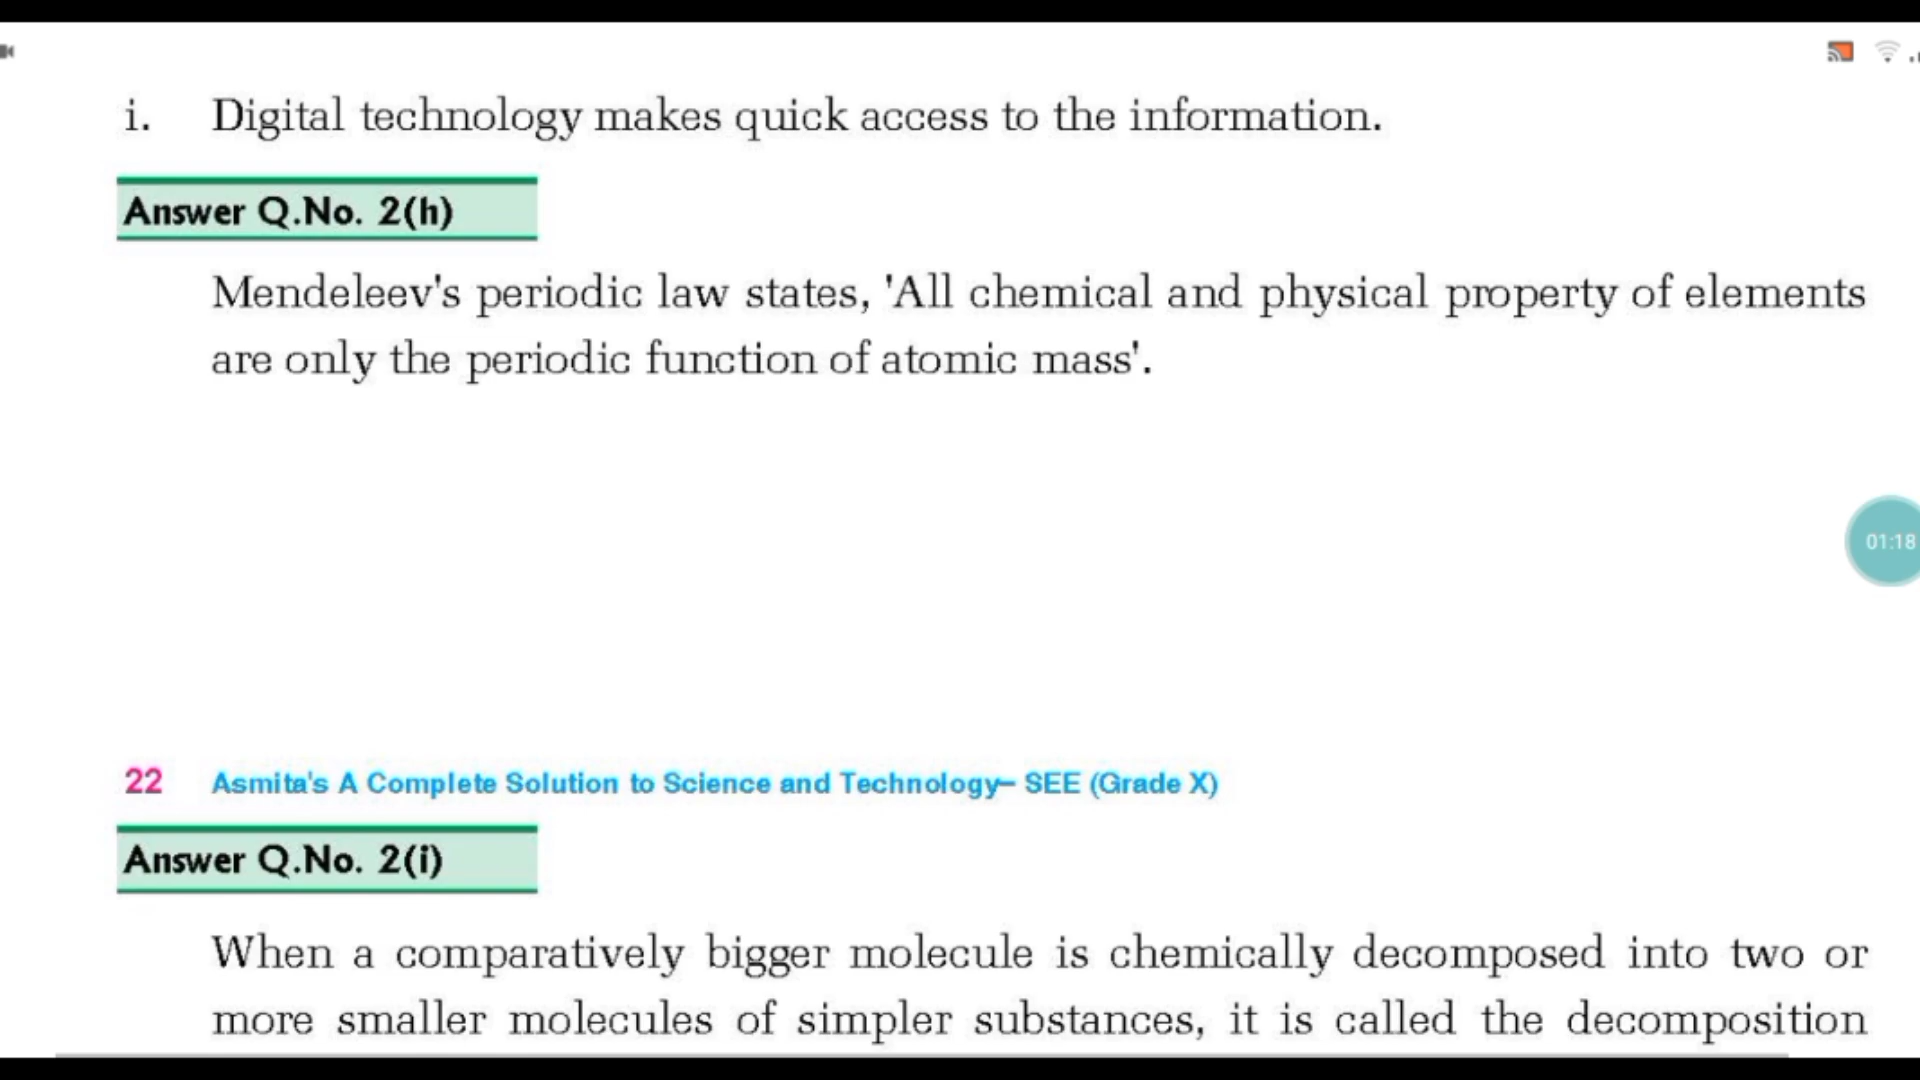 i. Digital technology makes quick access to the information.
Answer Q.No. 2(h)
Mendeleev's periodic law states, 'All chemical and physical property of elements
are only the periodic function of atomic mass'.
01:18
22 Asmita's A Complete Solution to Science and Technology– SEE (Grade X)
Answer Q.No. 2(i)
When a comparatively bigger molecule is chemically decomposed into two or
more smaller molecules of simpler substances, it is called the decomposition